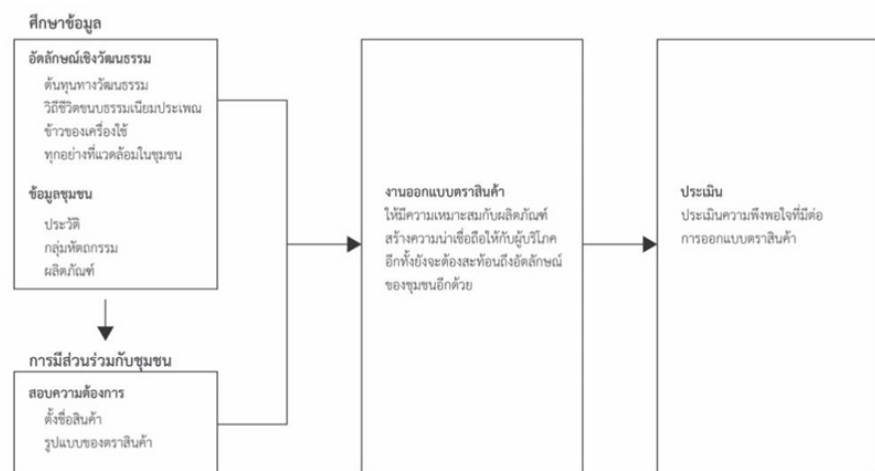 ศึกษาข้อมูล
อัตลักษณ์เชิงวัฒนธรรม
ต้นทุนทางวัฒนธรรม
วิถีชีวิตขนบธรรมเนียมประเพณ
ข้าวของเครื่องใช้
ทุกอย่างที่แวดล้อมในชุมชน
ข้อมูลชุมชน
ประวัติ
กลุ่มหัตถกรรม
ผลิตภัณฑ์
การมีส่วนร่วมกับชุมชน
สอบความต้องการ
ตั้งชื่อสินค้า
รูปแบบของตราสินค้า
งานออกแบบตราสินค้า
ให้มีความเหมาะสมกับผลิตภัณฑ์
สร้างความน่าเชื่อถือให้กับผู้บริโภค
อีกทั้งยังจะต้องสะท้อนถึงอัตลักษณ์
ของชุมชนอีกด้วย
ประเมิน
ประเมินความพึงพอใจที่มีต่อ
การออกแบบตราสินค้า